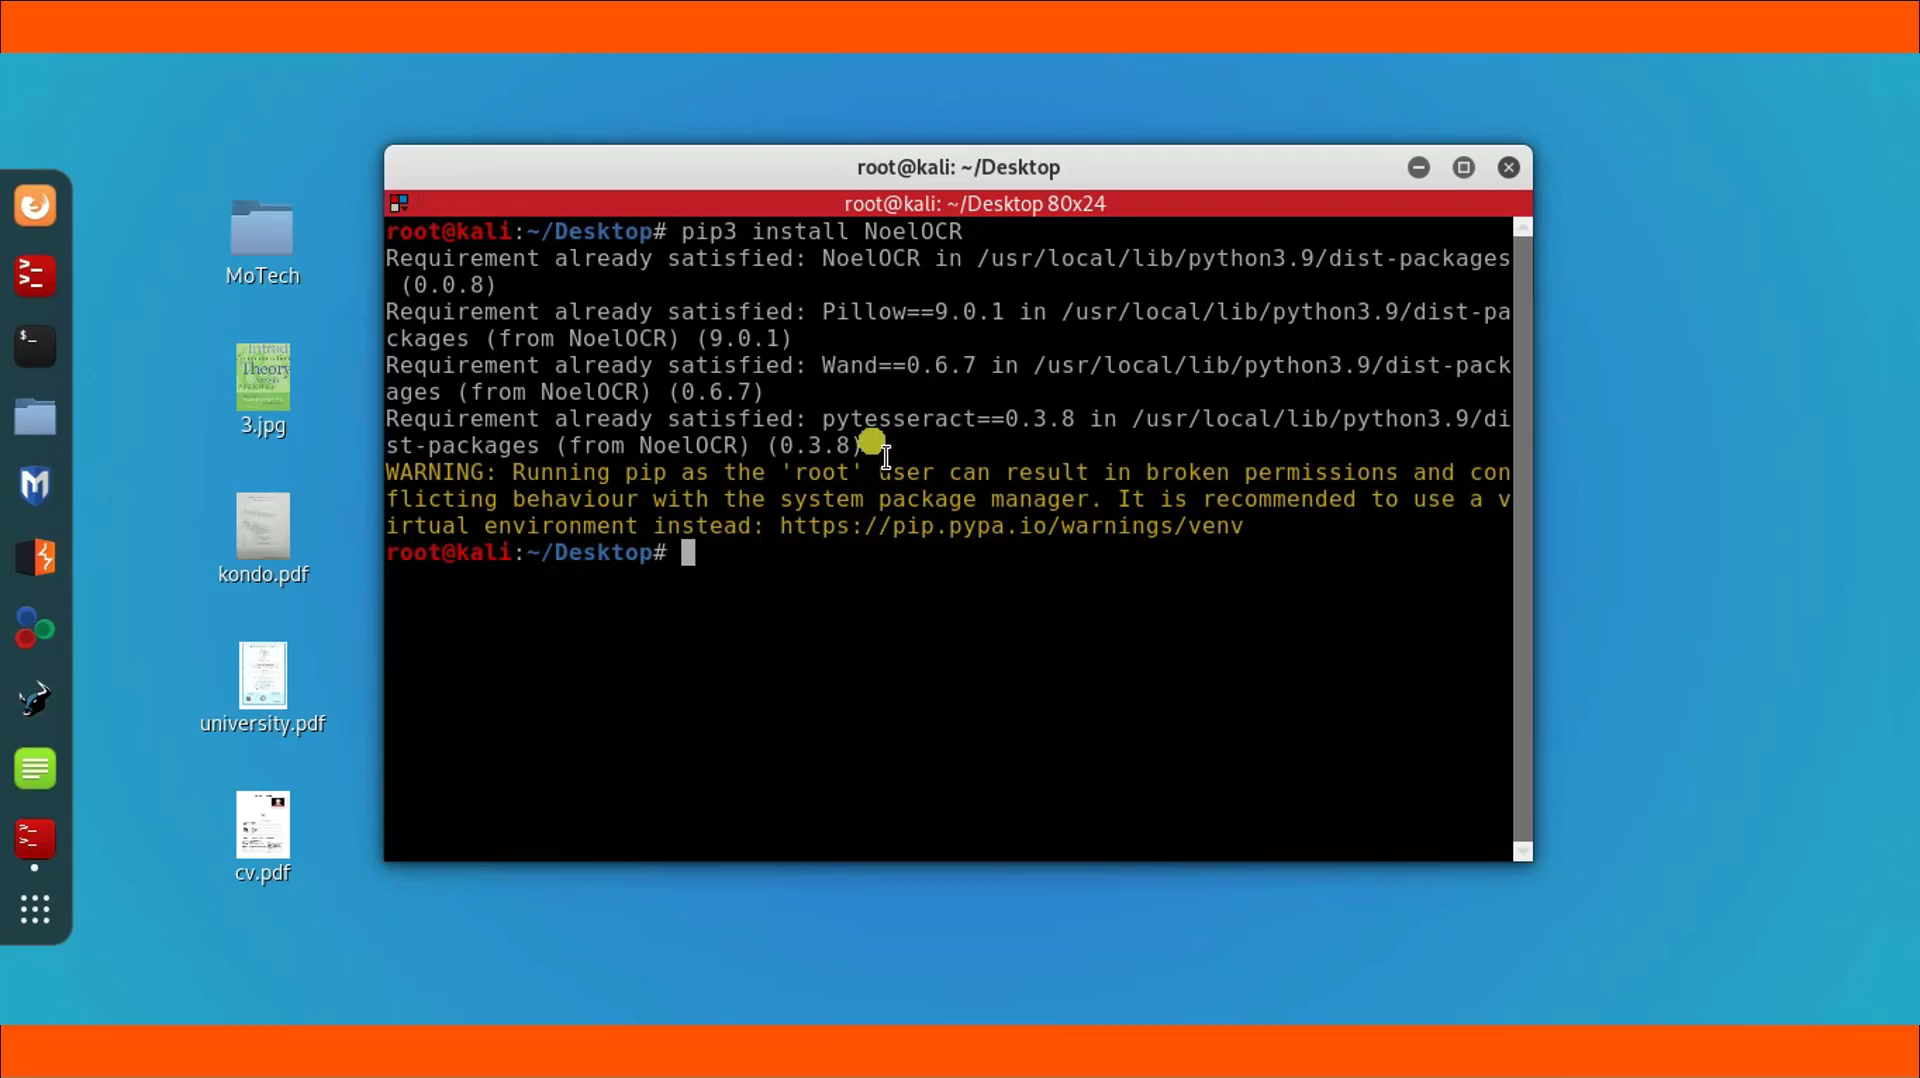 root@kali: ~/Desktop
root@kali: ~/Desktop 80x24
root@kali:~/Desktop# pip3 install NoelOCR
Requirement already satisfied: NoelOCR in /usr/local/lib/python3.9/dist-packages
(0.0.8)
Requirement already satisfied: Pillow==9.0.1 in /usr/local/lib/python3.9/dist-pa
ckages (from NoelOCR) (9.0.1)
Requirement already satisfied: Wand==0.6.7 in /usr/local/lib/python3.9/dist-pack
ages (from NoelOCR) (0.6.7)
Requirement already satisfied: pytesseract==0.3.8 in /usr/local/lib/python3.9/di
st-packages (from NoelOCR) (0.3.8)
WARNING: Running pip as the 'root' user can result in broken permissions and con
flicting behaviour with the system package manager. It is recommended to use a v
irtual environment instead: https://pip.pypa.io/warnings/venv
root@kali:~/Desktop#
MoTech
Theory
3.jpg
kondo.pdf
university.pdf
cv.pdf